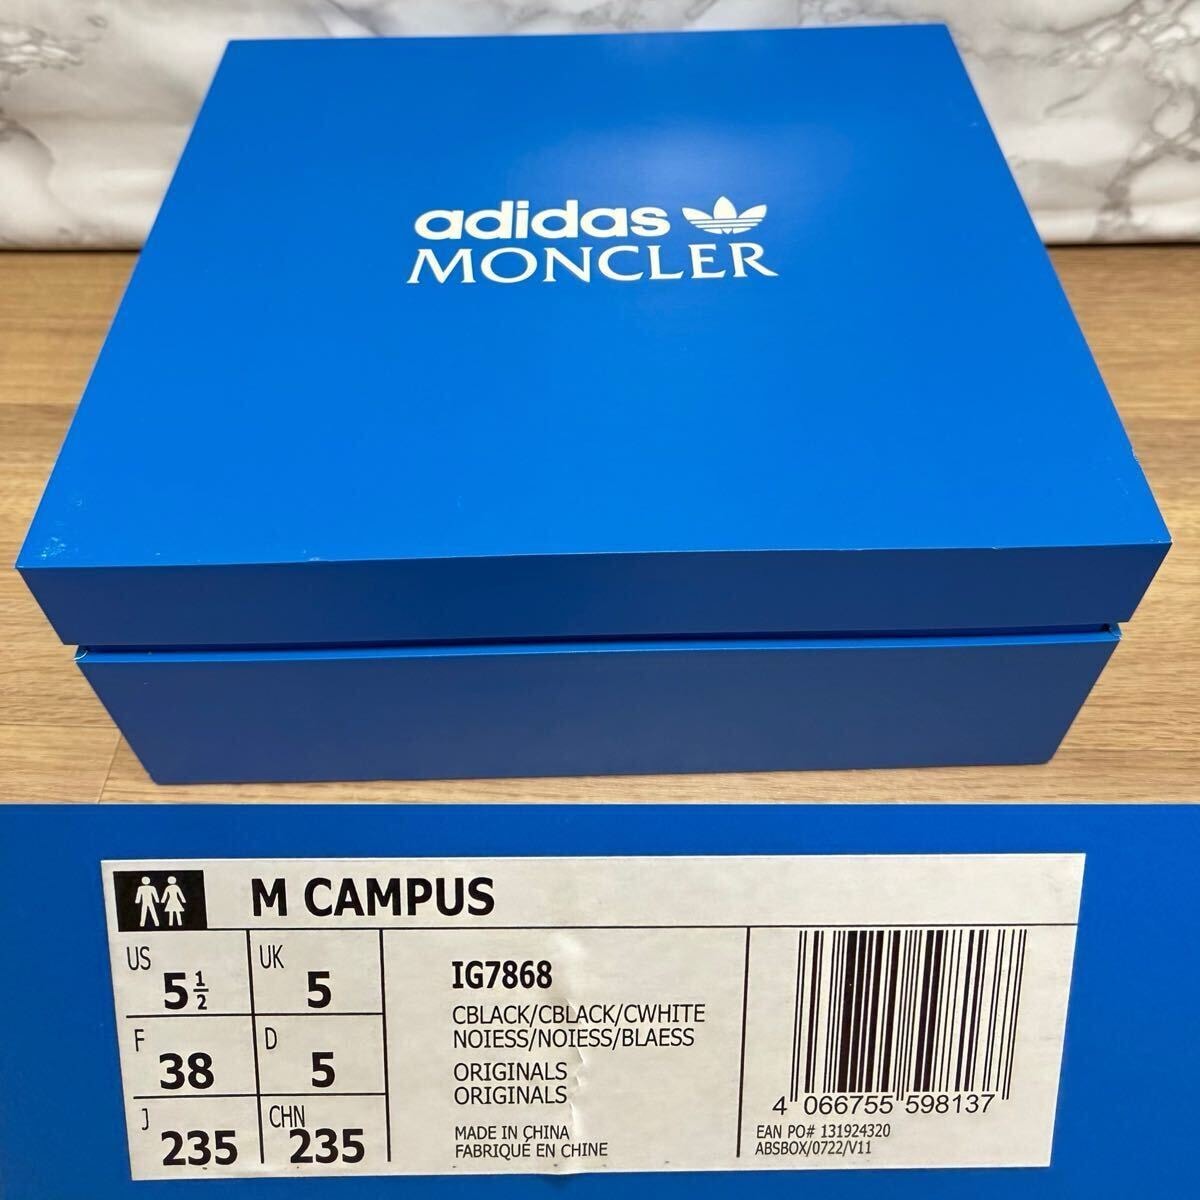 adidas
MONCLER
M CAMPUS
US 5 1/2
UK 5
F 38
D 5
J 235
CHN 235
IG7868
CBLACK/CBLACK/CWHITE
NOIESS/NOIESS/BLAESS
ORIGINALS
ORIGINALS
MADE IN CHINA
FABRIQUÉ EN CHINE
4 066755 598137
EAN PO# 131924320
ABSBOX/0722/V11